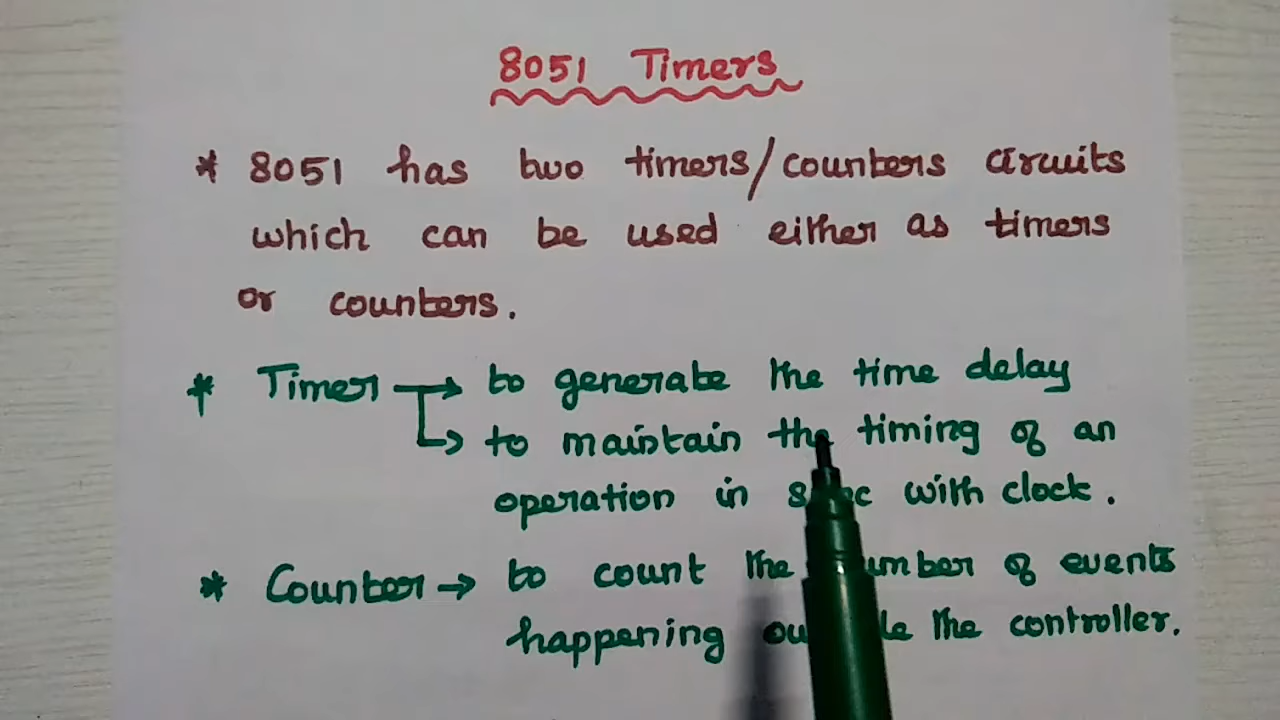 8051 Timers
* 8051 has two timers/counters circuits
which can be used either as timers
or counters.
* Timer → to generate the time delay
→ to maintain the timing of an
operation in with clock.
* Counter → to count the of events
happening the controller.